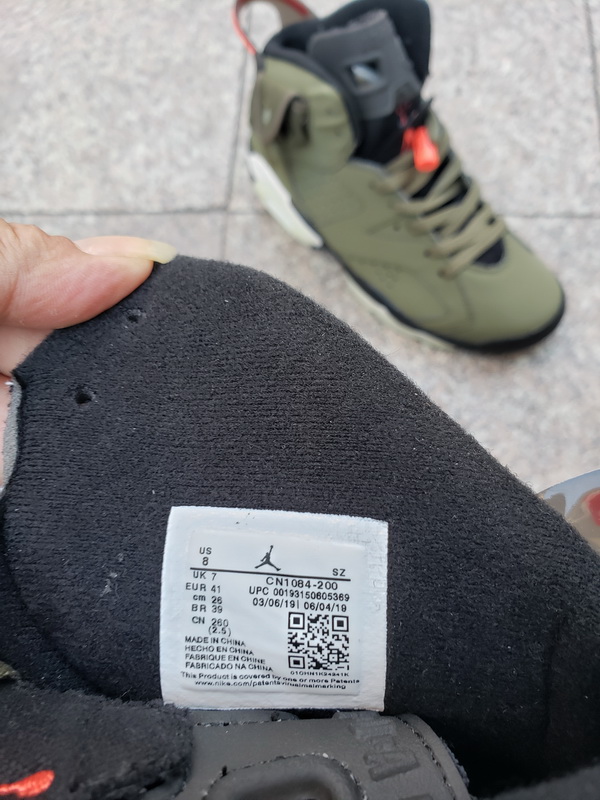 US
8
SZ
UK 7
EUR 41
cm 26
BR 39
CN 260
(2.5)
CN1084-200
UPC 00193150605369
03/06/19| 06/04/19
MADE IN CHINA
HECHO EN CHINA
FABRIQUE EN CHINE
FABRICADO NA CHINA
This Product is covered by one or more Patents
www.nike.com/patentsvirtualmarking